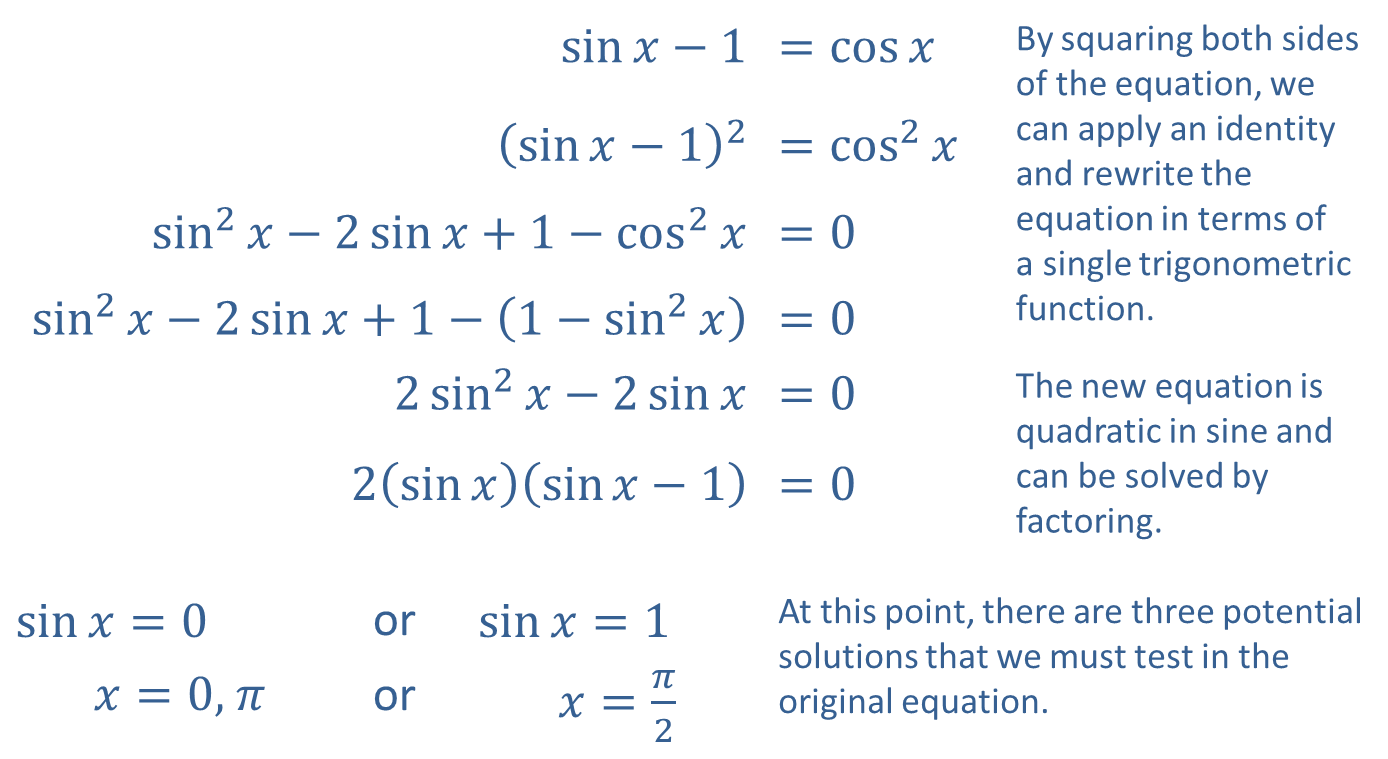 sin x − 1 = cos x
(sin x − 1)² = cos² x
sin² x − 2 sin x + 1 − cos² x = 0
sin² x − 2 sin x + 1 − (1 − sin² x) = 0
By squaring both sides
of the equation, we
can apply an identity
and rewrite the
equation in terms of
a single trigonometric
function.
2 sin² x − 2 sin x = 0
2(sin x)(sin x − 1) = 0
The new equation is
quadratic in sine and
can be solved by
factoring.
sin x = 0 or sin x = 1
x = 0, π or x = π/2
At this point, there are three potential
solutions that we must test in the
original equation.